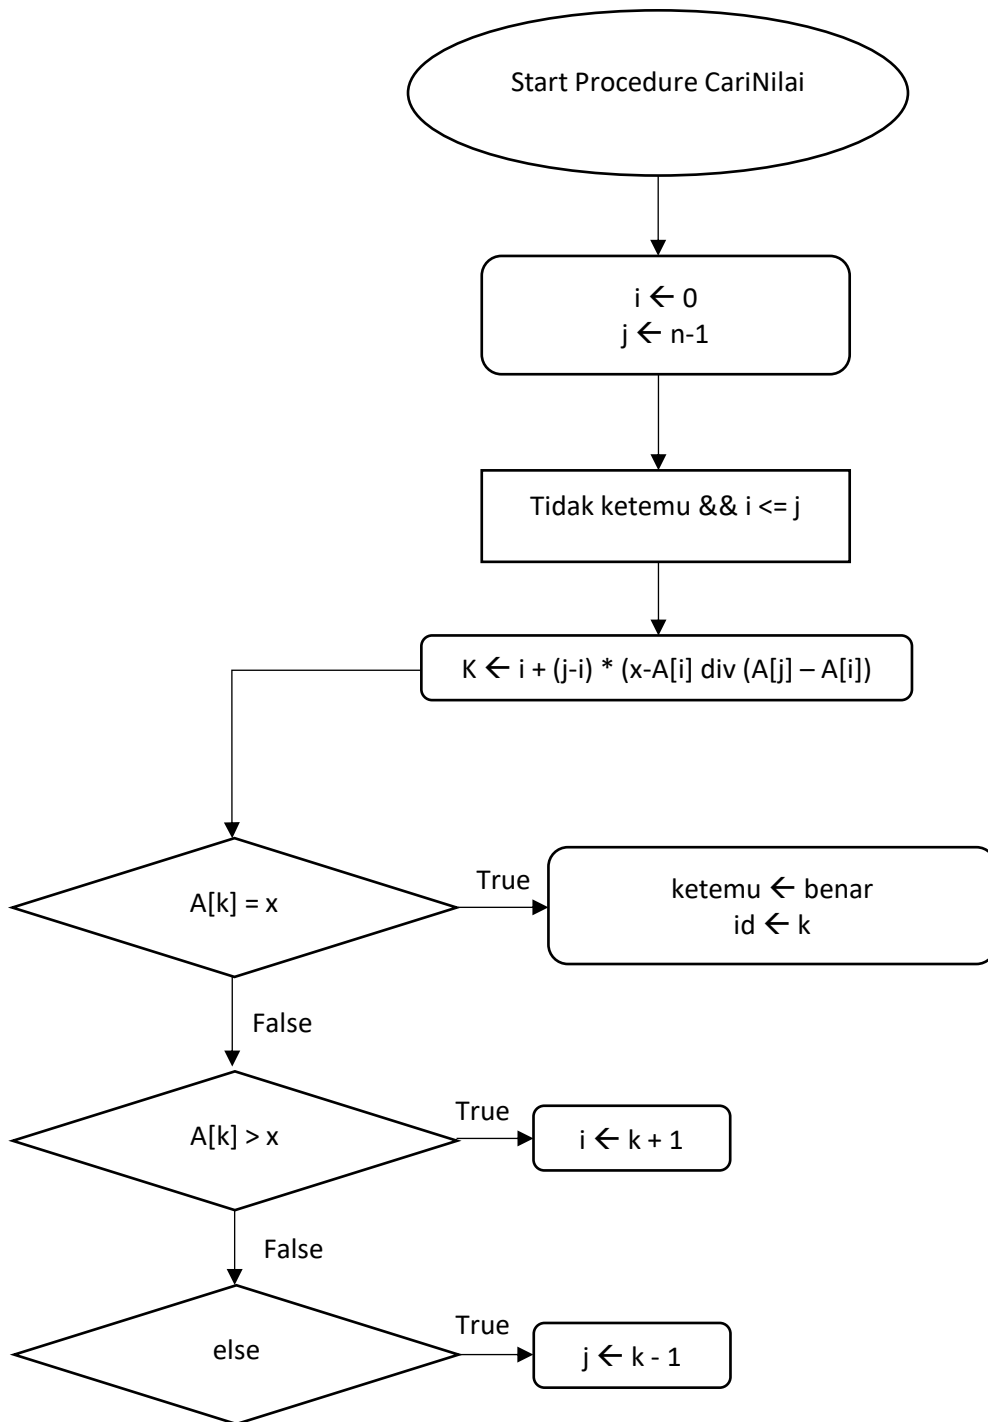 Start Procedure CariNilai
i ← 0
j ← n-1
Tidak ketemu && i <= j
K ← i + (j-i) * (x-A[i] div (A[j] – A[i])
A[k] = x
True
ketemu ← benar
id ← k
False
A[k] > x
True
i ← k + 1
False
else
True
j ← k - 1